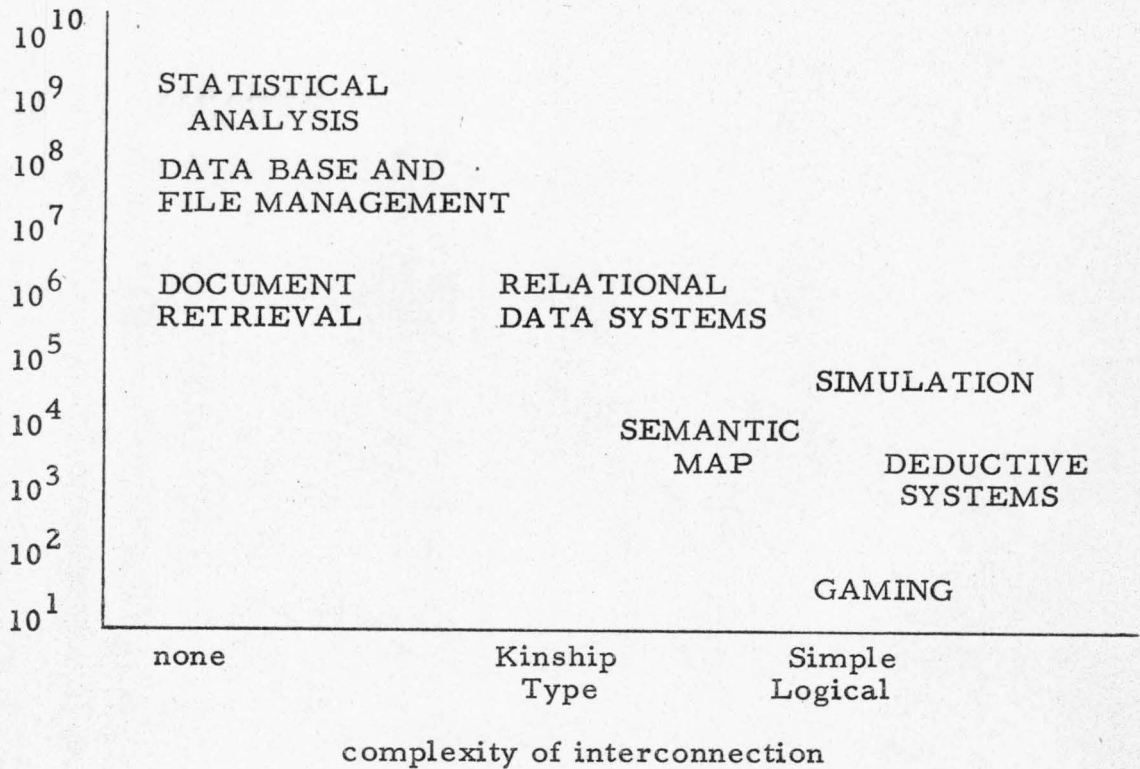 10^10
10^9
STATISTICAL
ANALYSIS
10^8
DATA BASE AND
FILE MANAGEMENT
10^7
10^6
DOCUMENT
RETRIEVAL
RELATIONAL
DATA SYSTEMS
10^5
SIMULATION
10^4
SEMANTIC
MAP
DEDUCTIVE
SYSTEMS
10^3
10^2
GAMING
10^1
none
Kinship
Type
Simple
Logical
complexity of interconnection